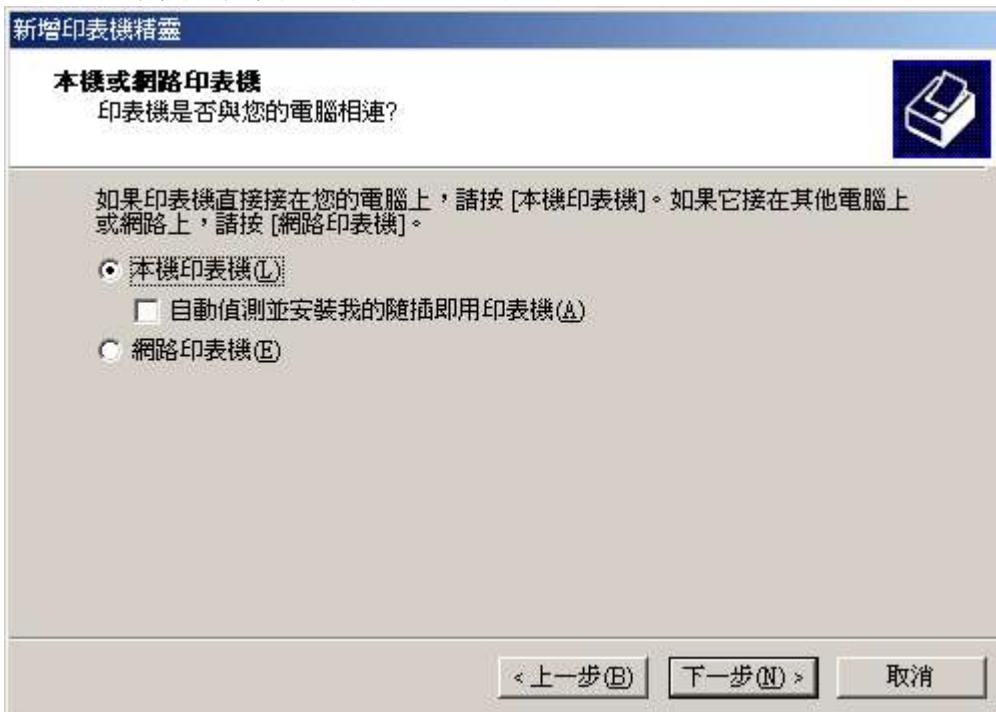 新增印表機精靈
本機或網路印表機
印表機是否與您的電腦相連?
如果印表機直接接在您的電腦上，請按 [本機印表機]。如果它接在其他電腦上
或網路上，請按 [網路印表機]。
本機印表機(L)
自動偵測並安裝我的隨插即用印表機(A)
網路印表機(E)
<上一步(B) 下一步(N)> 取消